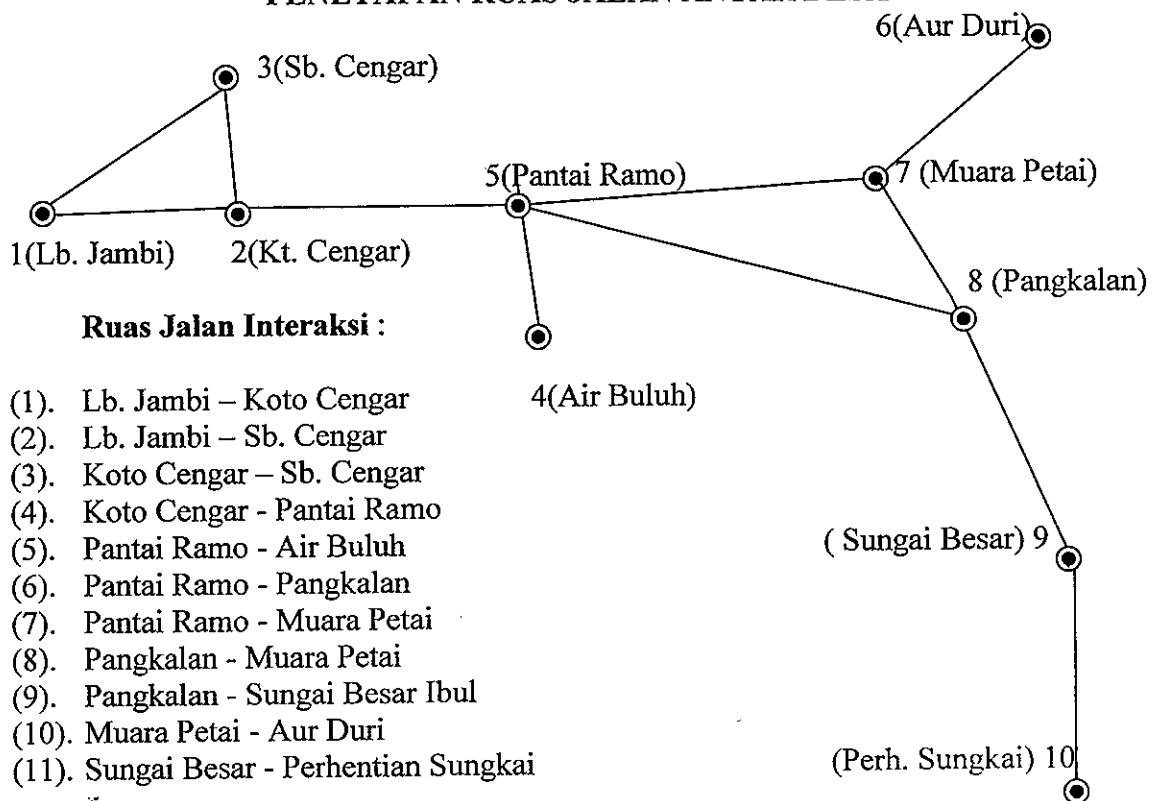 6(Aur Duri)
3(Sb. Cengar)
5(Pantai Ramo)
7 (Muara Petai)
1(Lb. Jambi)
2(Kt. Cengar)
8 (Pangkalan)
Ruas Jalan Interaksi :
4(Air Buluh)
(1). Lb. Jambi – Koto Cengar
(2). Lb. Jambi – Sb. Cengar
(3). Koto Cengar – Sb. Cengar
(4). Koto Cengar - Pantai Ramo
(5). Pantai Ramo - Air Buluh
(6). Pantai Ramo - Pangkalan
(7). Pantai Ramo - Muara Petai
(8). Pangkalan - Muara Petai
(9). Pangkalan - Sungai Besar Ibul
(10). Muara Petai - Aur Duri
(11). Sungai Besar - Perhentian Sungkai
( Sungai Besar) 9
(Perh. Sungkai) 10